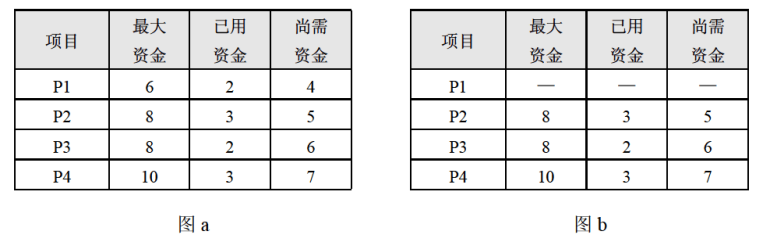 项目 最大资金 已用资金 尚需资金
P1 6 2 4
P2 8 3 5
P3 8 2 6
P4 10 3 7
图 a
项目 最大资金 已用资金 尚需资金
P1 — — —
P2 8 3 5
P3 8 2 6
P4 10 3 7
图 b